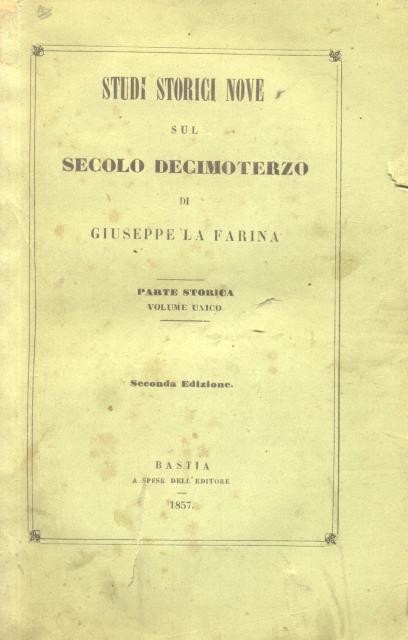 STUDI STORICI NOVE
SUL
SECOLO DECIMOTERZO
DI
GIUSEPPE LA FARINA
PARTE STORICA
VOLUME UNICO
Seconda Edizione.
BASTIA
A SPESE DELL'EDITORE
1857.